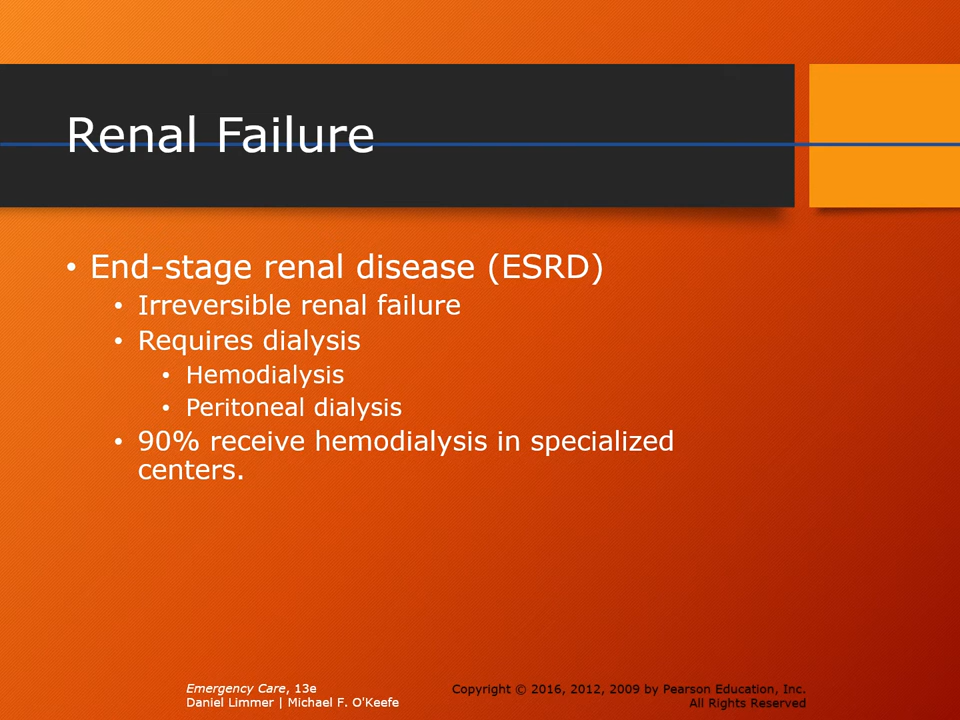 Renal Failure
• End-stage renal disease (ESRD)
• Irreversible renal failure
• Requires dialysis
• Hemodialysis
• Peritoneal dialysis
• 90% receive hemodialysis in specialized
centers.
Emergency Care, 13e
Daniel Limmer | Michael F. O'Keefe
Copyright © 2016, 2012, 2009 by Pearson Education, Inc.
All Rights Reserved